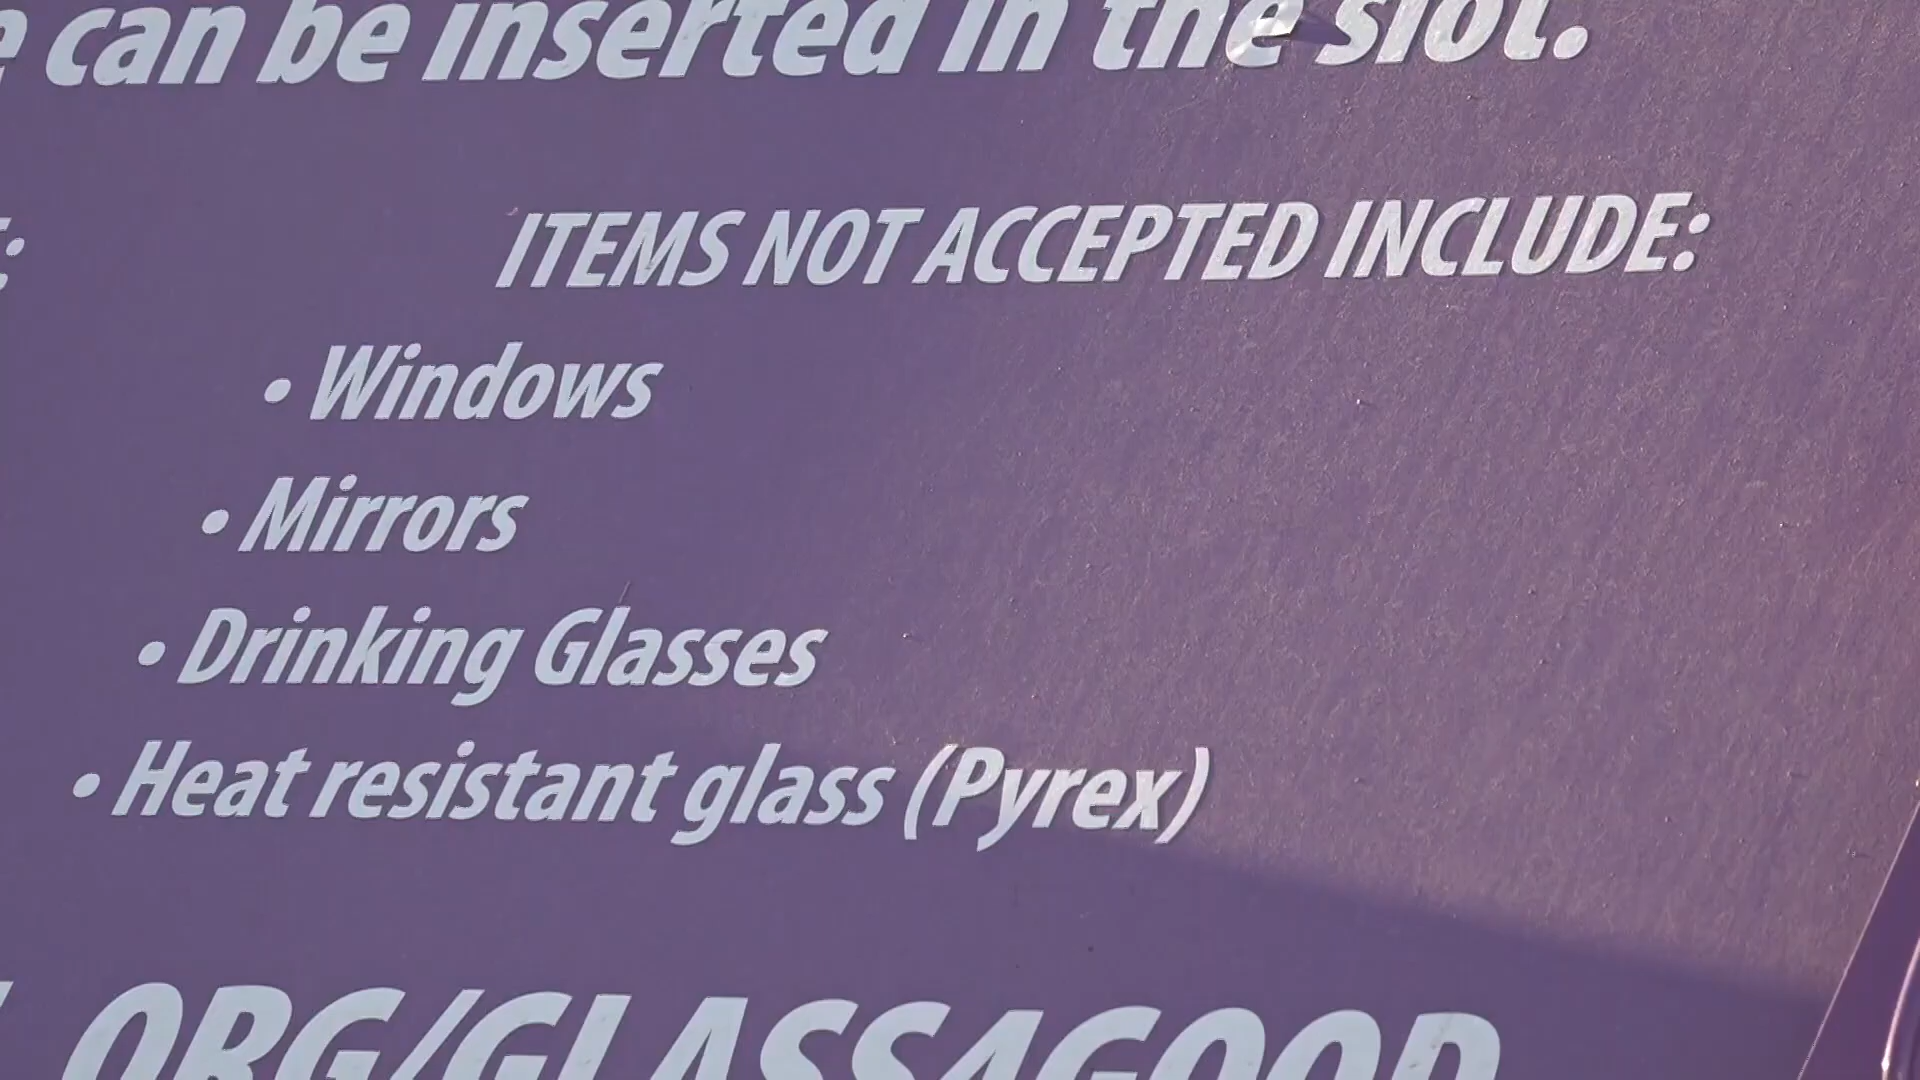 can be inserted in the slot.
ITEMS NOT ACCEPTED INCLUDE:
• Windows
• Mirrors
• Drinking Glasses
• Heat resistant glass (Pyrex)
ORG/GLASS4GOOD